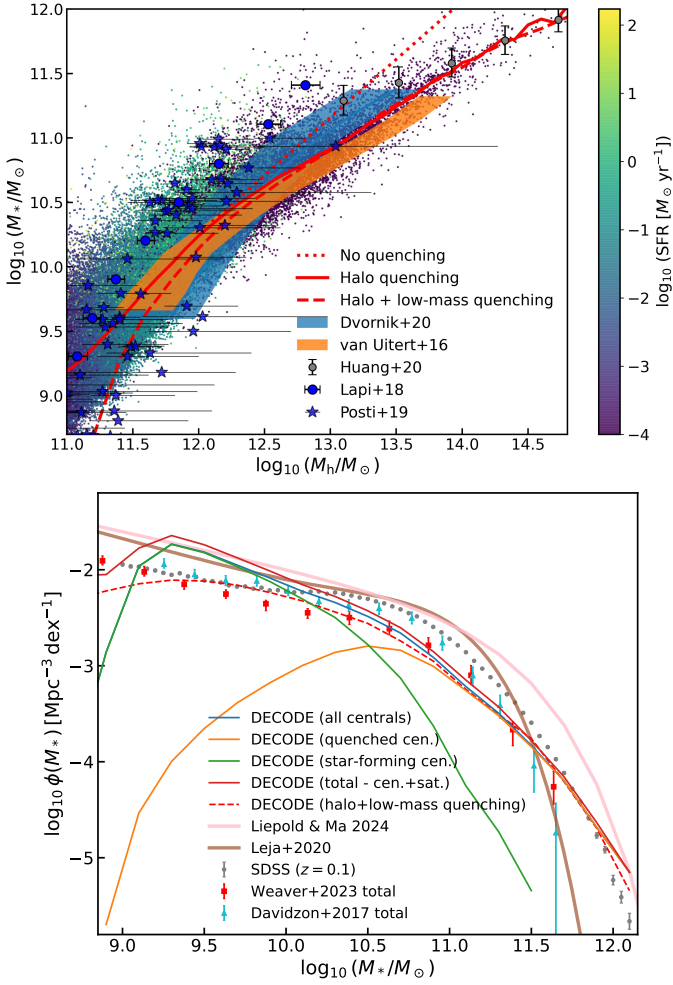 12.0
11.5
11.0
10.5
10.0
9.5
9.0
log₁₀ (M∗/M⊙)
No quenching
Halo quenching
Halo + low-mass quenching
Dvornik+20
van Uitert+16
Huang+20
Lapi+18
Posti+19
11.0 11.5 12.0 12.5 13.0 13.5 14.0 14.5
log₁₀ (Mₕ/M⊙)
2
1
0
−1
−2
−3
−4
log₁₀ (SFR [M⊙ yr⁻¹)
−2
−3
−4
−5
log₁₀ ϕ(M∗) [Mpc⁻³ dex⁻¹]
DECODE (all centrals)
DECODE (quenched cen.)
DECODE (star-forming cen.)
DECODE (total - cen.+sat.)
DECODE (halo+low-mass quenching)
Liepold & Ma 2024
Leja+2020
SDSS (z = 0.1)
Weaver+2023 total
Davidzon+2017 total
9.0 9.5 10.0 10.5 11.0 11.5 12.0
log₁₀ (M∗/M⊙)